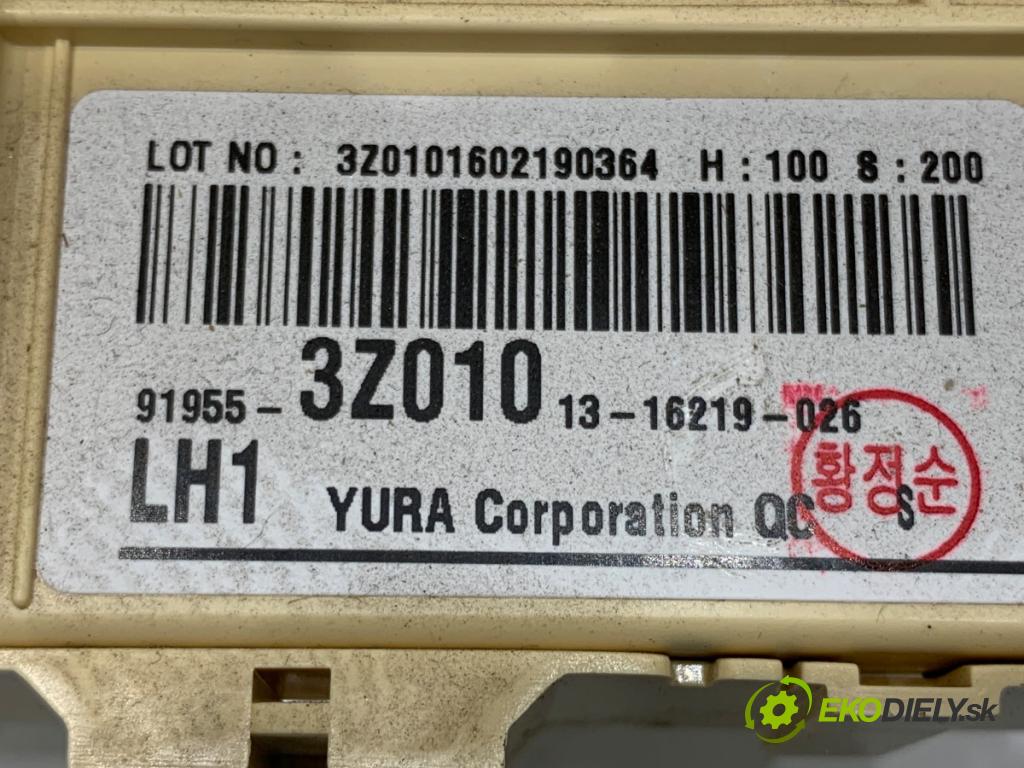 LOT NO : 3Z0101602190364 H : 100 S : 200
91955 - 3Z010 13-16219-026
LH1 YURA Corporation QC S
황정순
EKODIELY.sk